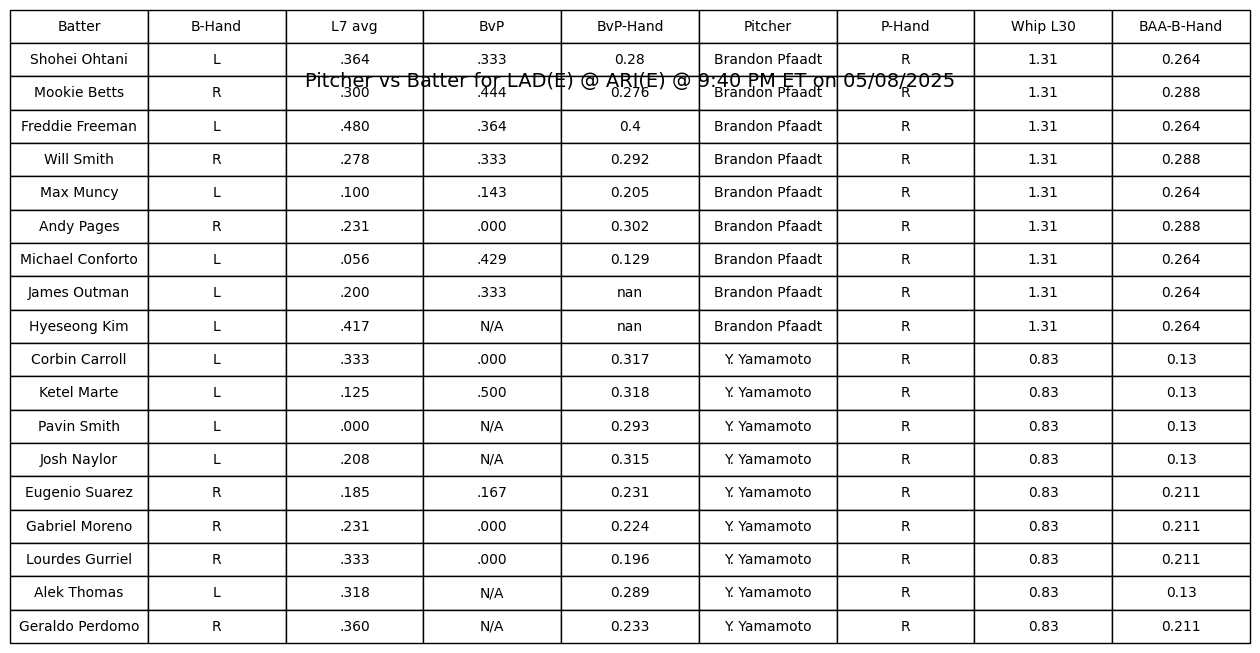 Batter B-Hand L7 avg BvP BvP-Hand Pitcher P-Hand Whip L30 BAA-B-Hand
Shohei Ohtani L .364 .333 0.28 Brandon Pfaadt R 1.31 0.264
Pitcher vs Batter for LAD(E) @ ARI(E) @ 9:40 PM ET on 05/08/2025
Mookie Betts R .300 .444 0.276 Brandon Pfaadt R 1.31 0.288
Freddie Freeman L .480 .364 0.4 Brandon Pfaadt R 1.31 0.264
Will Smith R .278 .333 0.292 Brandon Pfaadt R 1.31 0.288
Max Muncy L .100 .143 0.205 Brandon Pfaadt R 1.31 0.264
Andy Pages R .231 .000 0.302 Brandon Pfaadt R 1.31 0.288
Michael Conforto L .056 .429 0.129 Brandon Pfaadt R 1.31 0.264
James Outman L .200 .333 nan Brandon Pfaadt R 1.31 0.264
Hyeseong Kim L .417 N/A nan Brandon Pfaadt R 1.31 0.264
Corbin Carroll L .333 .000 0.317 Y. Yamamoto R 0.83 0.13
Ketel Marte L .125 .500 0.318 Y. Yamamoto R 0.83 0.13
Pavin Smith L .000 N/A 0.293 Y. Yamamoto R 0.83 0.13
Josh Naylor L .208 N/A 0.315 Y. Yamamoto R 0.83 0.13
Eugenio Suarez R .185 .167 0.231 Y. Yamamoto R 0.83 0.211
Gabriel Moreno R .231 .000 0.224 Y. Yamamoto R 0.83 0.211
Lourdes Gurriel R .333 .000 0.196 Y. Yamamoto R 0.83 0.211
Alek Thomas L .318 N/A 0.289 Y. Yamamoto R 0.83 0.13
Geraldo Perdomo R .360 N/A 0.233 Y. Yamamoto R 0.83 0.211